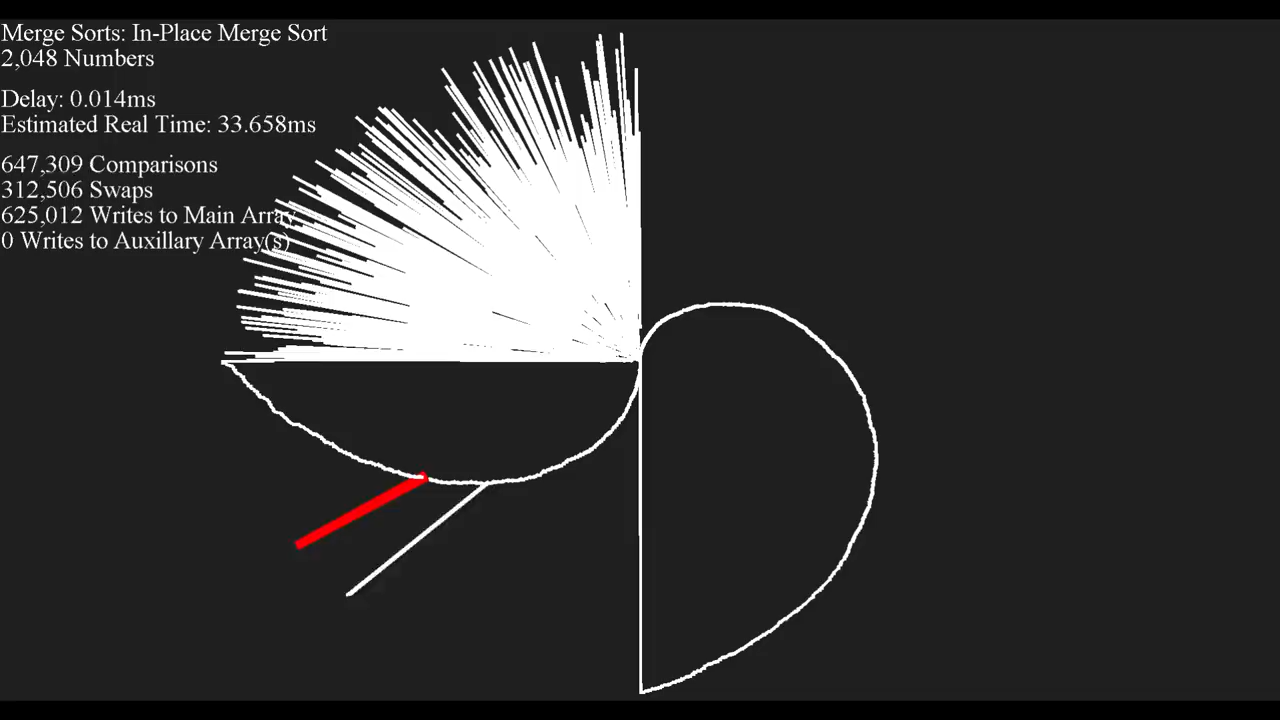 Merge Sorts: In-Place Merge Sort
2,048 Numbers
Delay: 0.014ms
Estimated Real Time: 33.658ms
647,309 Comparisons
312,506 Swaps
625,012 Writes to Main Array
0 Writes to Auxillary Array(s)